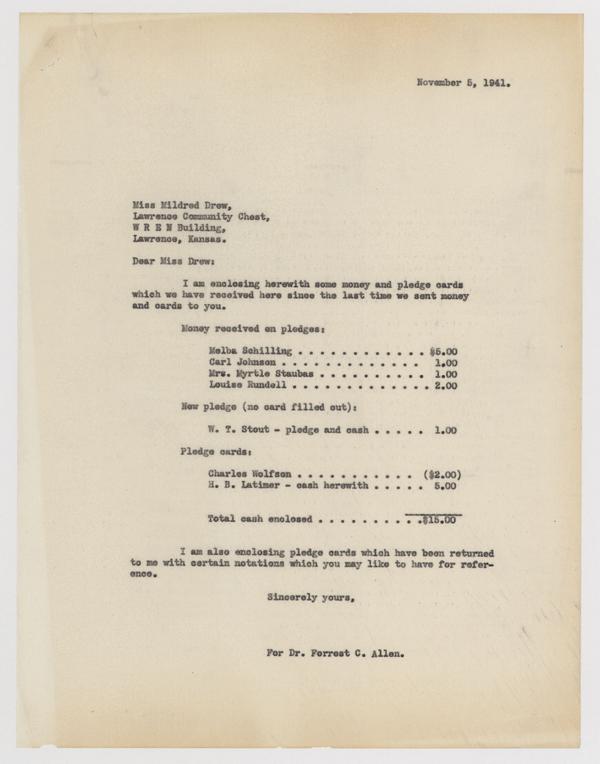 November 5, 1941.
Miss Mildred Drew,
Lawrence Community Chest,
W R E N Building,
Lawrence, Kansas.
Dear Miss Drew:
I am enclosing herewith some money and pledge cards
which we have received here since the last time we sent money
and cards to you.
Money received on pledges:
Melba Schilling . . . . . . . . . . . . $5.00
Carl Johnson . . . . . . . . . . . . . 1.00
Mrs. Myrtle Staubas . . . . . . . . . . 1.00
Louise Rundell . . . . . . . . . . . . . 2.00
New pledge (no card filled out):
W. T. Stout - pledge and cash . . . . . 1.00
Pledge cards:
Charles Wolfson . . . . . . . . . . . ($2.00)
H. B. Latimer - cash herewith . . . . . 5.00
Total cash enclosed . . . . . . . . . .$15.00
I am also enclosing pledge cards which have been returned
to me with certain notations which you may like to have for refer-
ence.
Sincerely yours,
For Dr. Forrest C. Allen.